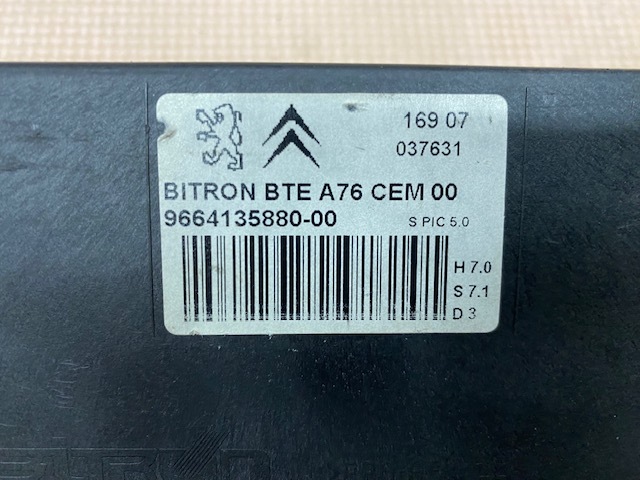 169 07
037631
BITRON BTE A76 CEM 00
9664135880-00 S PIC 5.0
H 7.0
S 7.1
D 3